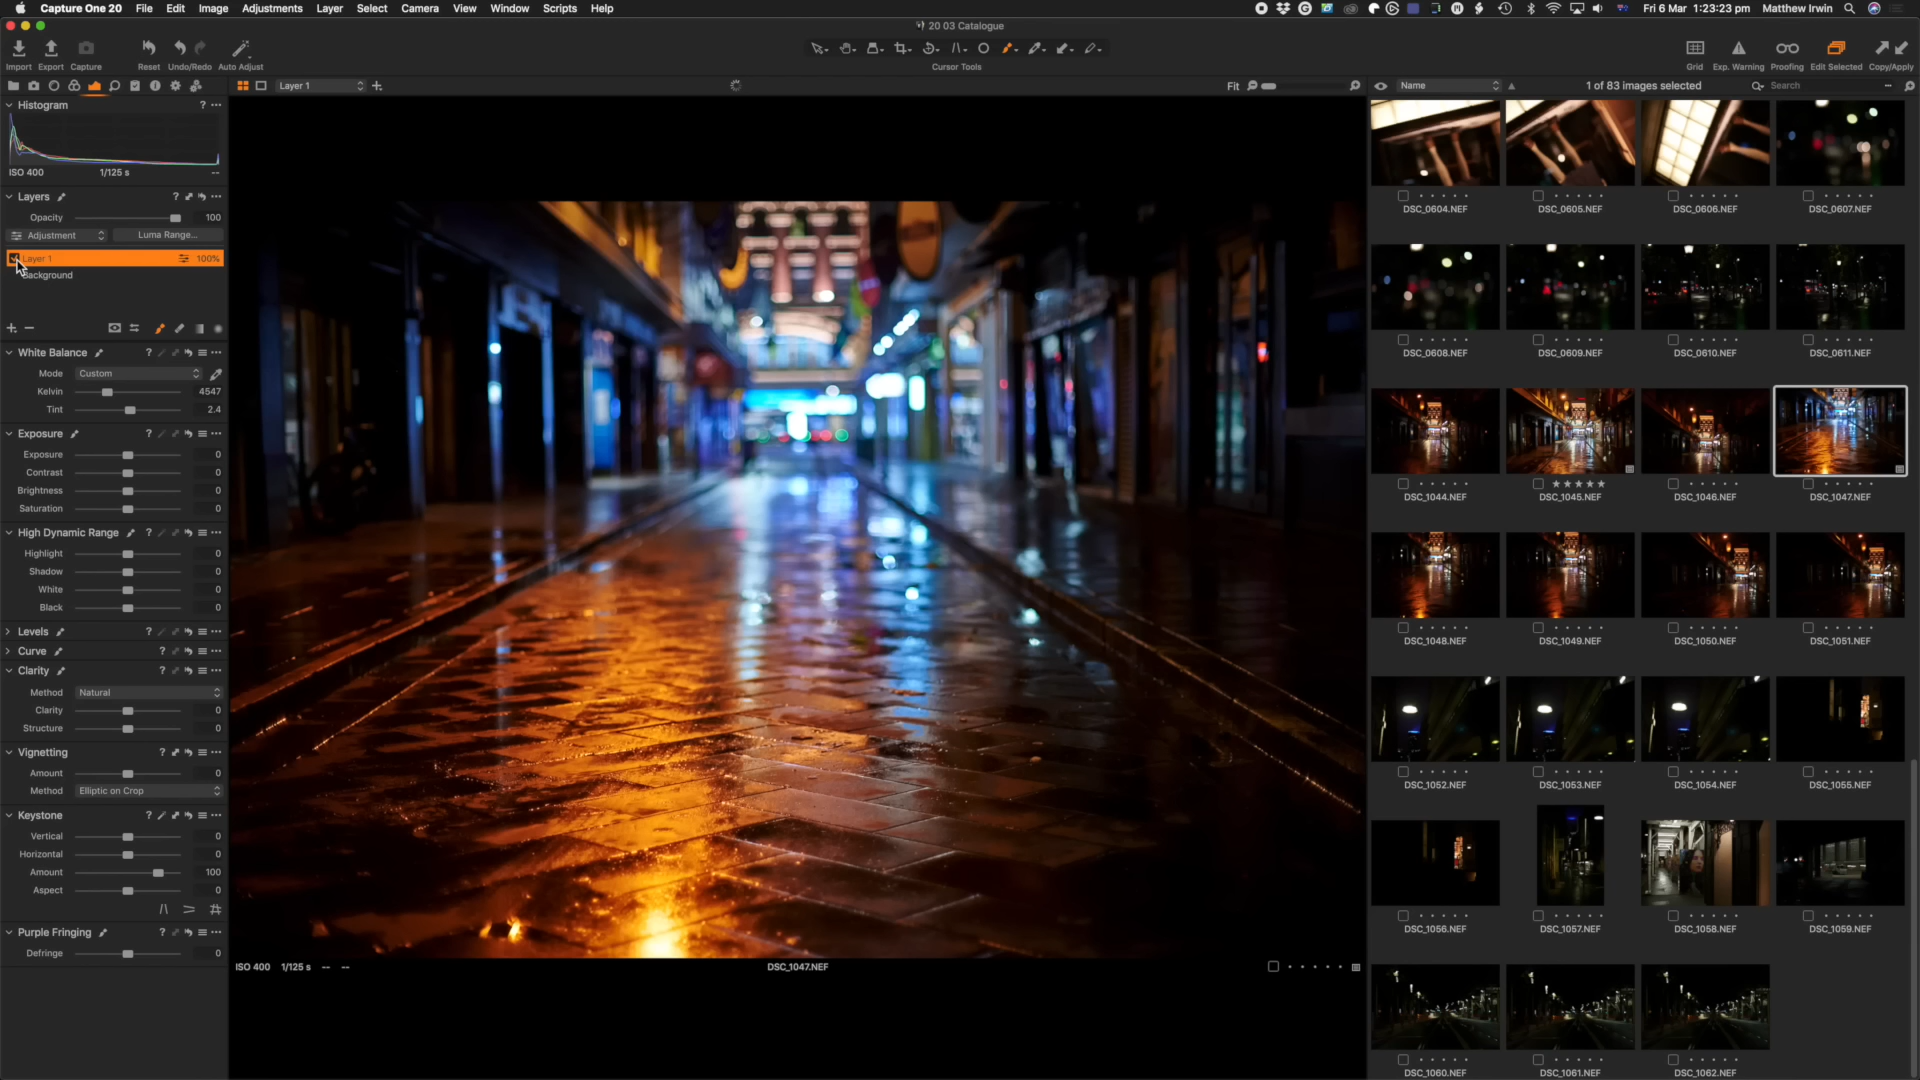 Capture One 20 File Edit Image Adjustments Layer Select Camera View Window Scripts Help Fri 6 Mar 1:23:23 pm Matthew Irwin
20 03 Catalogue
Import Export Capture Reset Undo/Redo Auto Adjust Cursor Tools Grid Exp. Warning Proofing Edit Selected Copy/Apply
Layer 1 Fit Name 1 of 83 images selected Search
Histogram
ISO 400 1/125 s --
Layers
Opacity 100
Adjustment Luma Range...
Layer 1 100%
Background
White Balance
Mode Custom
Kelvin 4547
Tint 2.4
Exposure
Exposure 0
Contrast 0
Brightness 0
Saturation 0
High Dynamic Range
Highlight 0
Shadow 0
White 0
Black 0
Levels
Curve
Clarity
Method Natural
Clarity 0
Structure 0
Vignetting
Amount 0
Method Elliptic on Crop
Keystone
Vertical 0
Horizontal 0
Amount 100
Aspect 0
Purple Fringing
Defringe 0
ISO 400 1/125 s -- -- DSC_1047.NEF
DSC_0604.NEF DSC_0605.NEF DSC_0606.NEF DSC_0607.NEF
DSC_0608.NEF DSC_0609.NEF DSC_0610.NEF DSC_0611.NEF
DSC_1044.NEF DSC_1045.NEF DSC_1046.NEF DSC_1047.NEF
DSC_1048.NEF DSC_1049.NEF DSC_1050.NEF DSC_1051.NEF
DSC_1052.NEF DSC_1053.NEF DSC_1054.NEF DSC_1055.NEF
DSC_1056.NEF DSC_1057.NEF DSC_1058.NEF DSC_1059.NEF
DSC_1060.NEF DSC_1061.NEF DSC_1062.NEF